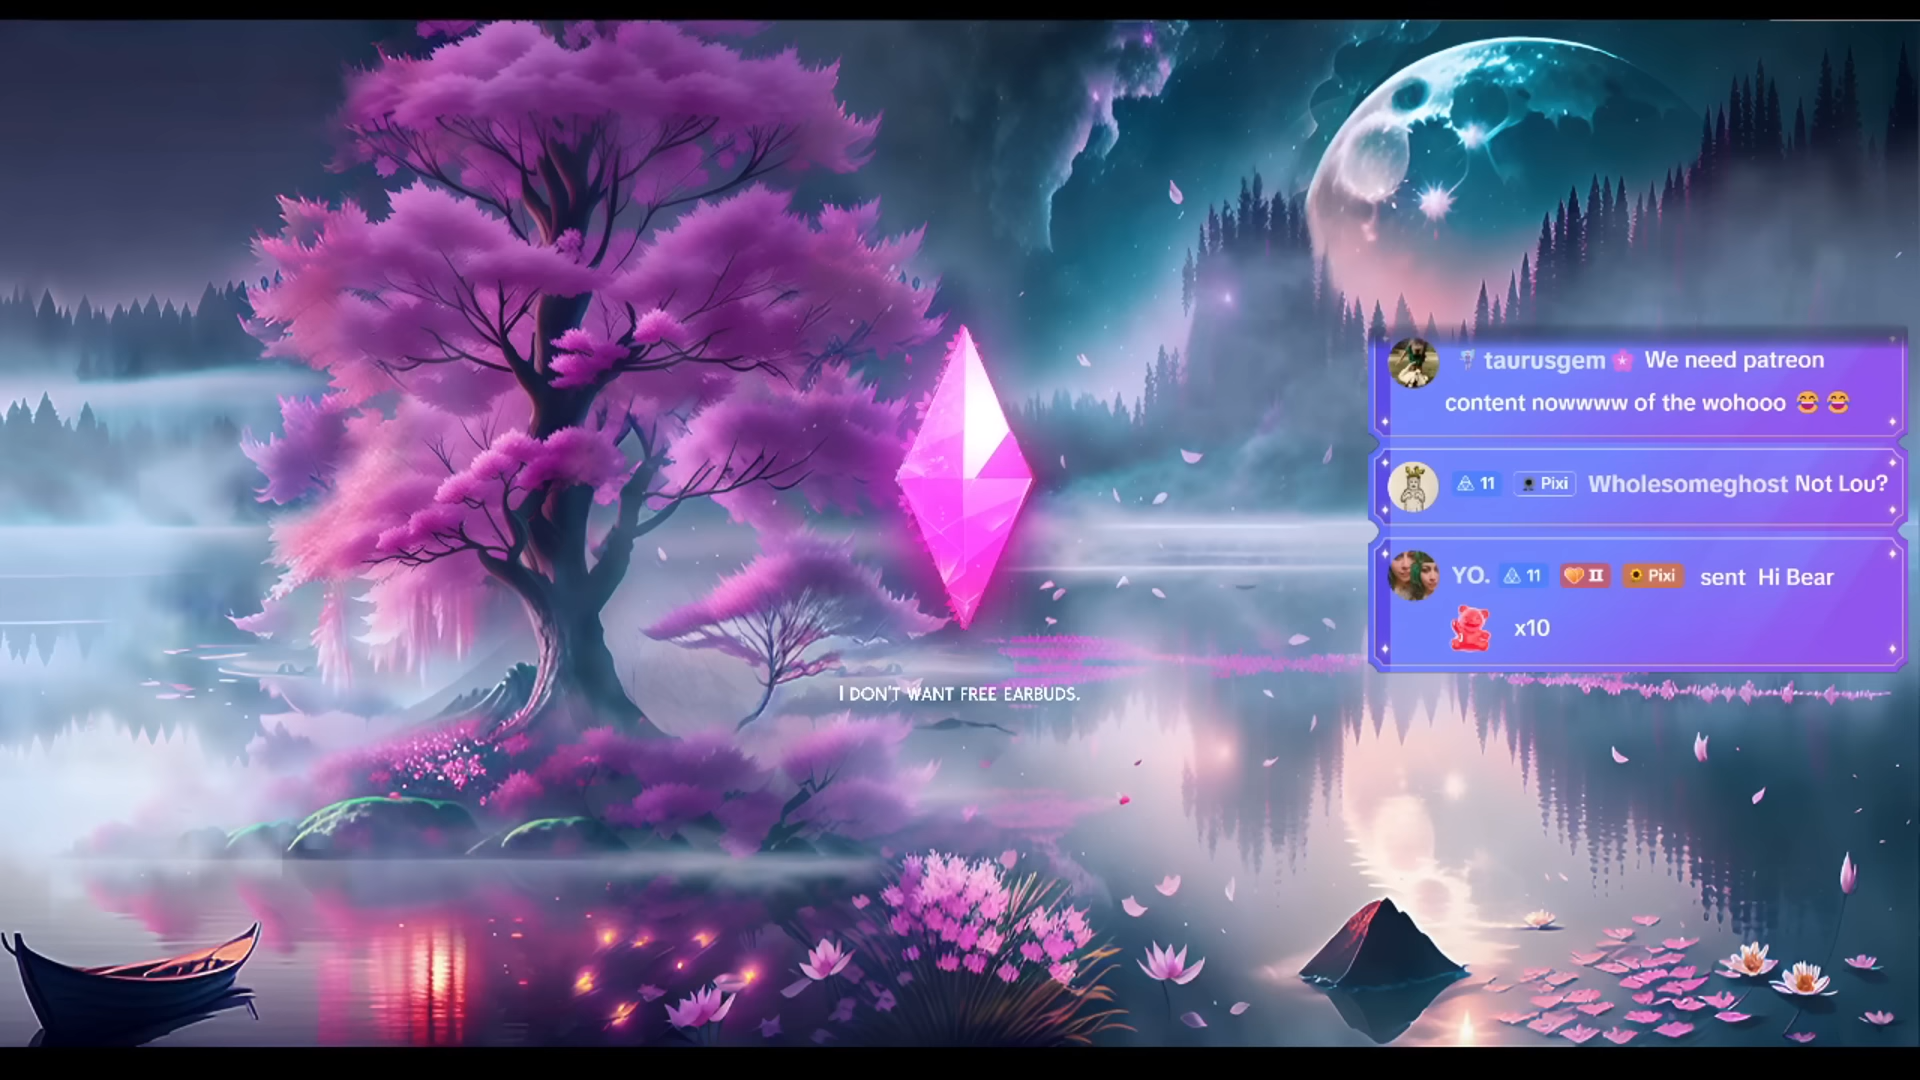 taurusgem 🌸 We need patreon
content nowwww of the wohooo 😂 😂
11 Pixi Wholesomeghost Not Lou?
YO. 11 II Pixi sent Hi Bear
x10
I DON'T WANT FREE EARBUDS.